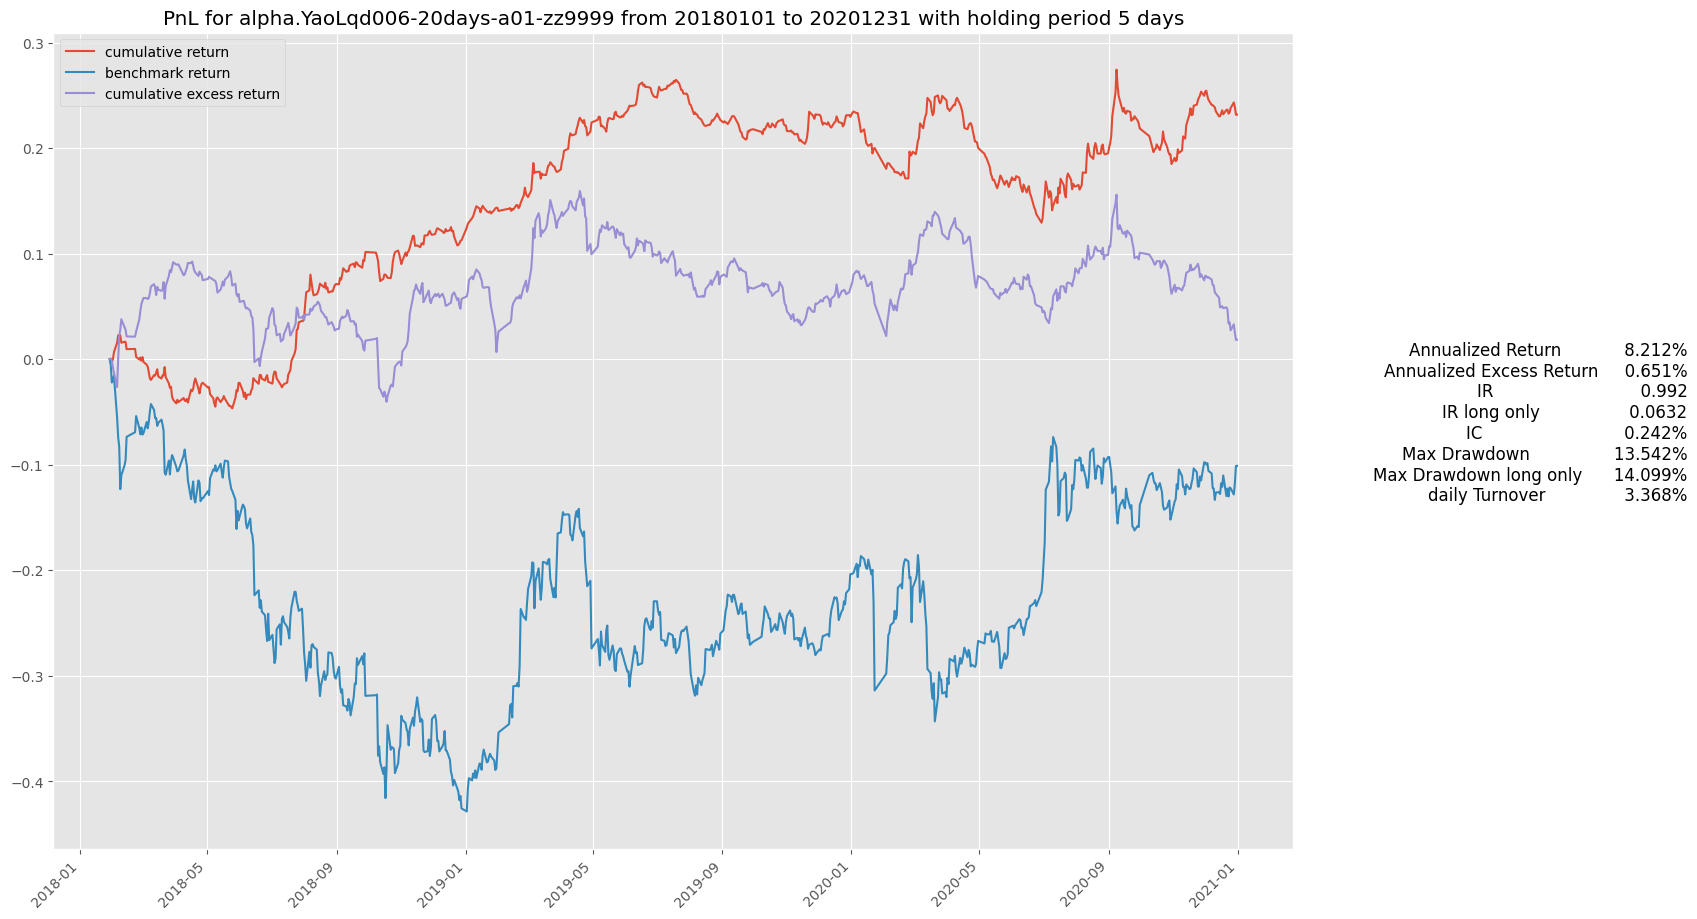 PnL for alpha.YaoLqd006-20days-a01-zz9999 from 20180101 to 20201231 with holding period 5 days
cumulative return
benchmark return
cumulative excess return
0.3
0.2
0.1
0.0
−0.1
−0.2
−0.3
−0.4
2018-01
2018-05
2018-09
2019-01
2019-05
2019-09
2020-01
2020-05
2020-09
2021-01
Annualized Return 8.212%
Annualized Excess Return 0.651%
IR 0.992
IR long only 0.0632
IC 0.242%
Max Drawdown 13.542%
Max Drawdown long only 14.099%
daily Turnover 3.368%